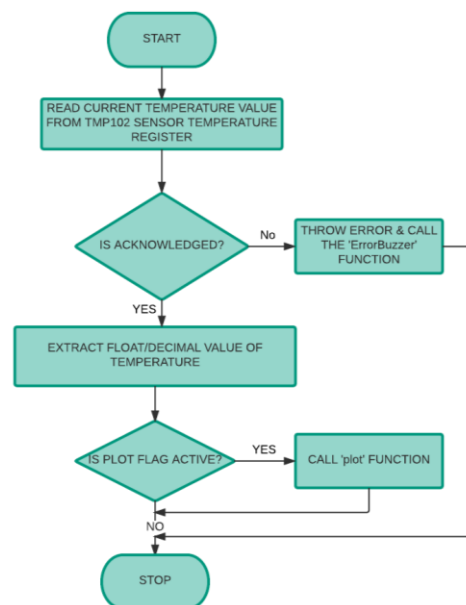 START
READ CURRENT TEMPERATURE VALUE
FROM TMP102 SENSOR TEMPERATURE
REGISTER
IS ACKNOWLEDGED?
No
THROW ERROR & CALL
THE 'ErrorBuzzer'
FUNCTION
YES
EXTRACT FLOAT/DECIMAL VALUE OF
TEMPERATURE
IS PLOT FLAG ACTIVE?
YES
CALL 'plot' FUNCTION
NO
STOP